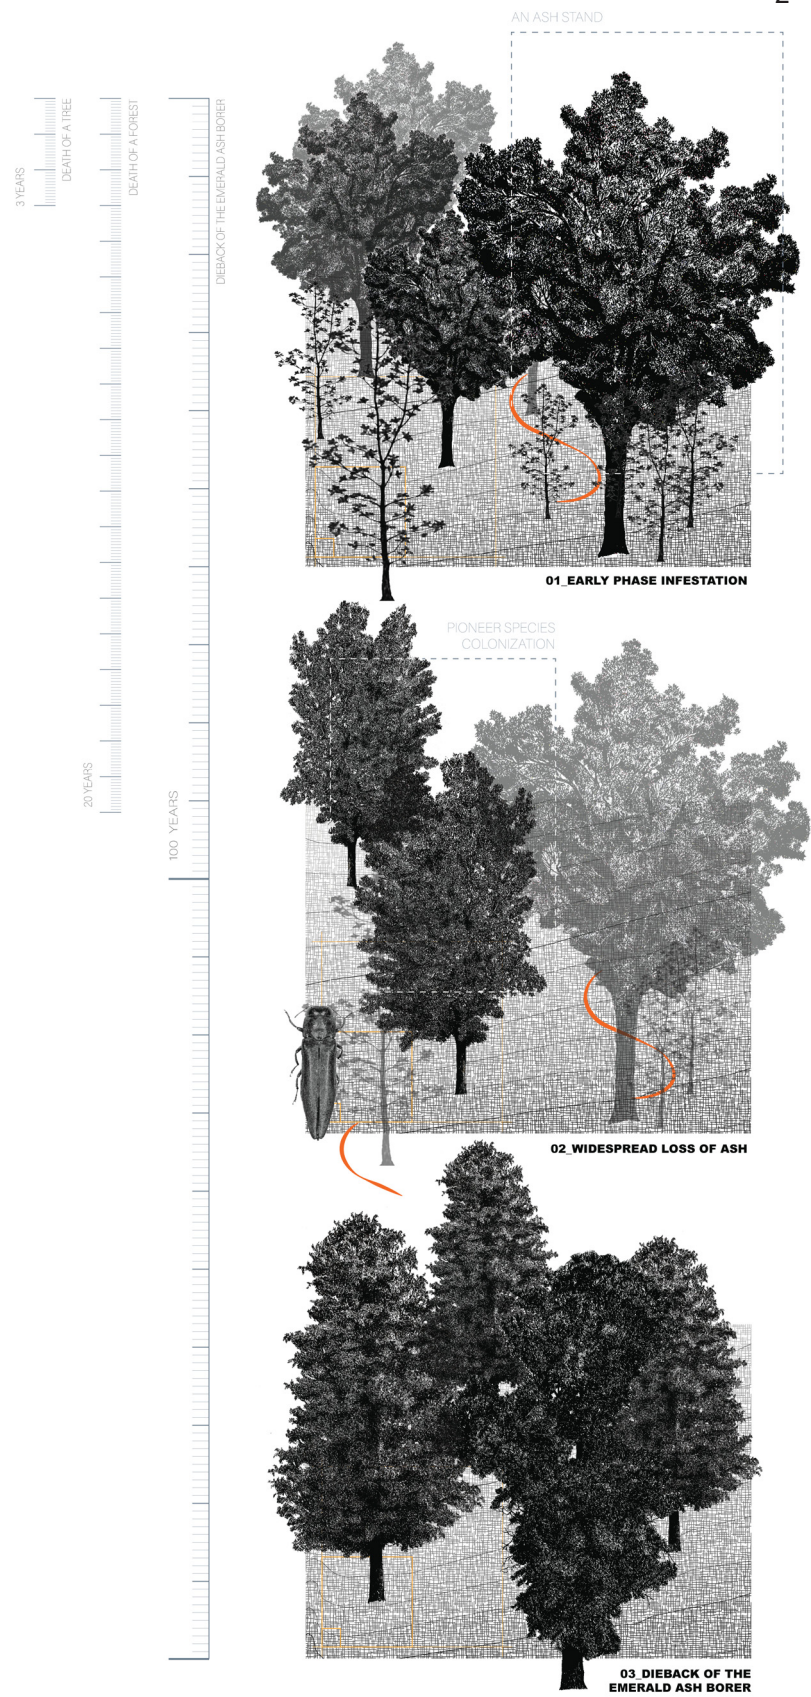 AN ASH STAND
3 YEARS
DEATH OF A TREE
DEATH OF A FOREST
DIEBACK OF THE EMERALD ASH BORER
01_EARLY PHASE INFESTATION
PIONEER SPECIES
COLONIZATION
20 YEARS
100 YEARS
02_WIDESPREAD LOSS OF ASH
03_DIEBACK OF THE
EMERALD ASH BORER